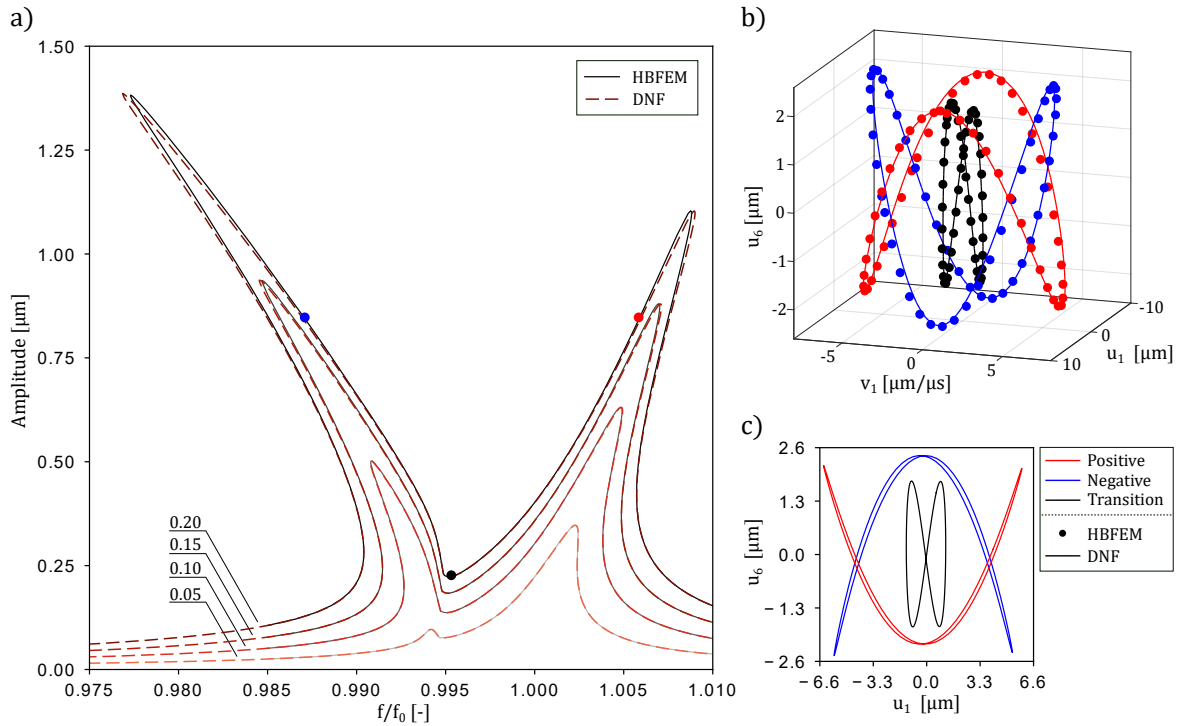 a)
1.50
1.25
1.00
0.75
0.50
0.25
0.00
Amplitude [μm]
HBFEM
DNF
0.20
0.15
0.10
0.05
0.975
0.980
0.985
0.990
0.995
1.000
1.005
1.010
f/f₀ [-]
b)
2
1
0
-1
-2
u₆ [μm]
-5
0
5
v₁ [μm/μs]
10
0
-10
u₁ [μm]
c)
2.6
1.3
0.0
−1.3
−2.6
u₆ [μm]
−6.6
−3.3
0.0
3.3
6.6
u₁ [μm]
Positive
Negative
Transition
HBFEM
DNF